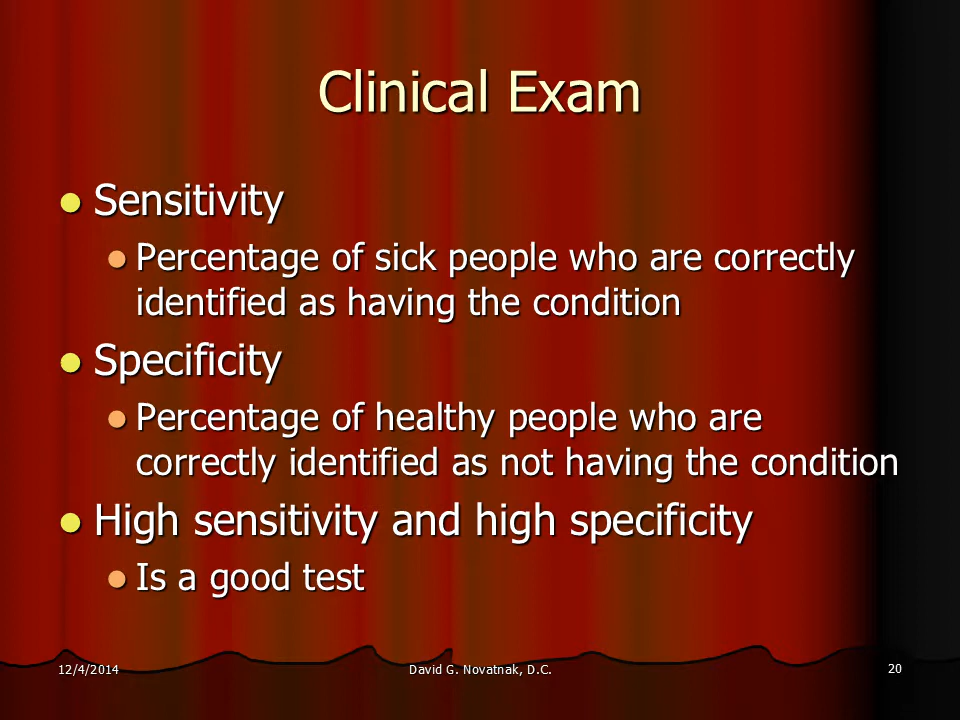 Clinical Exam
Sensitivity
Percentage of sick people who are correctly
identified as having the condition
Specificity
Percentage of healthy people who are
correctly identified as not having the condition
High sensitivity and high specificity
Is a good test
12/4/2014
David G. Novatnak, D.C.
20